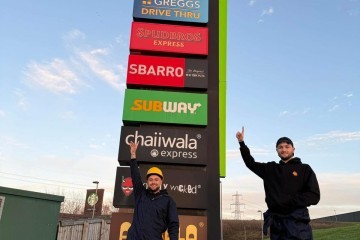 GREGGS
DRIVE THRU
SPUDBROS
EXPRESS
SBARRO
SUBWAY
chaiiwala
express